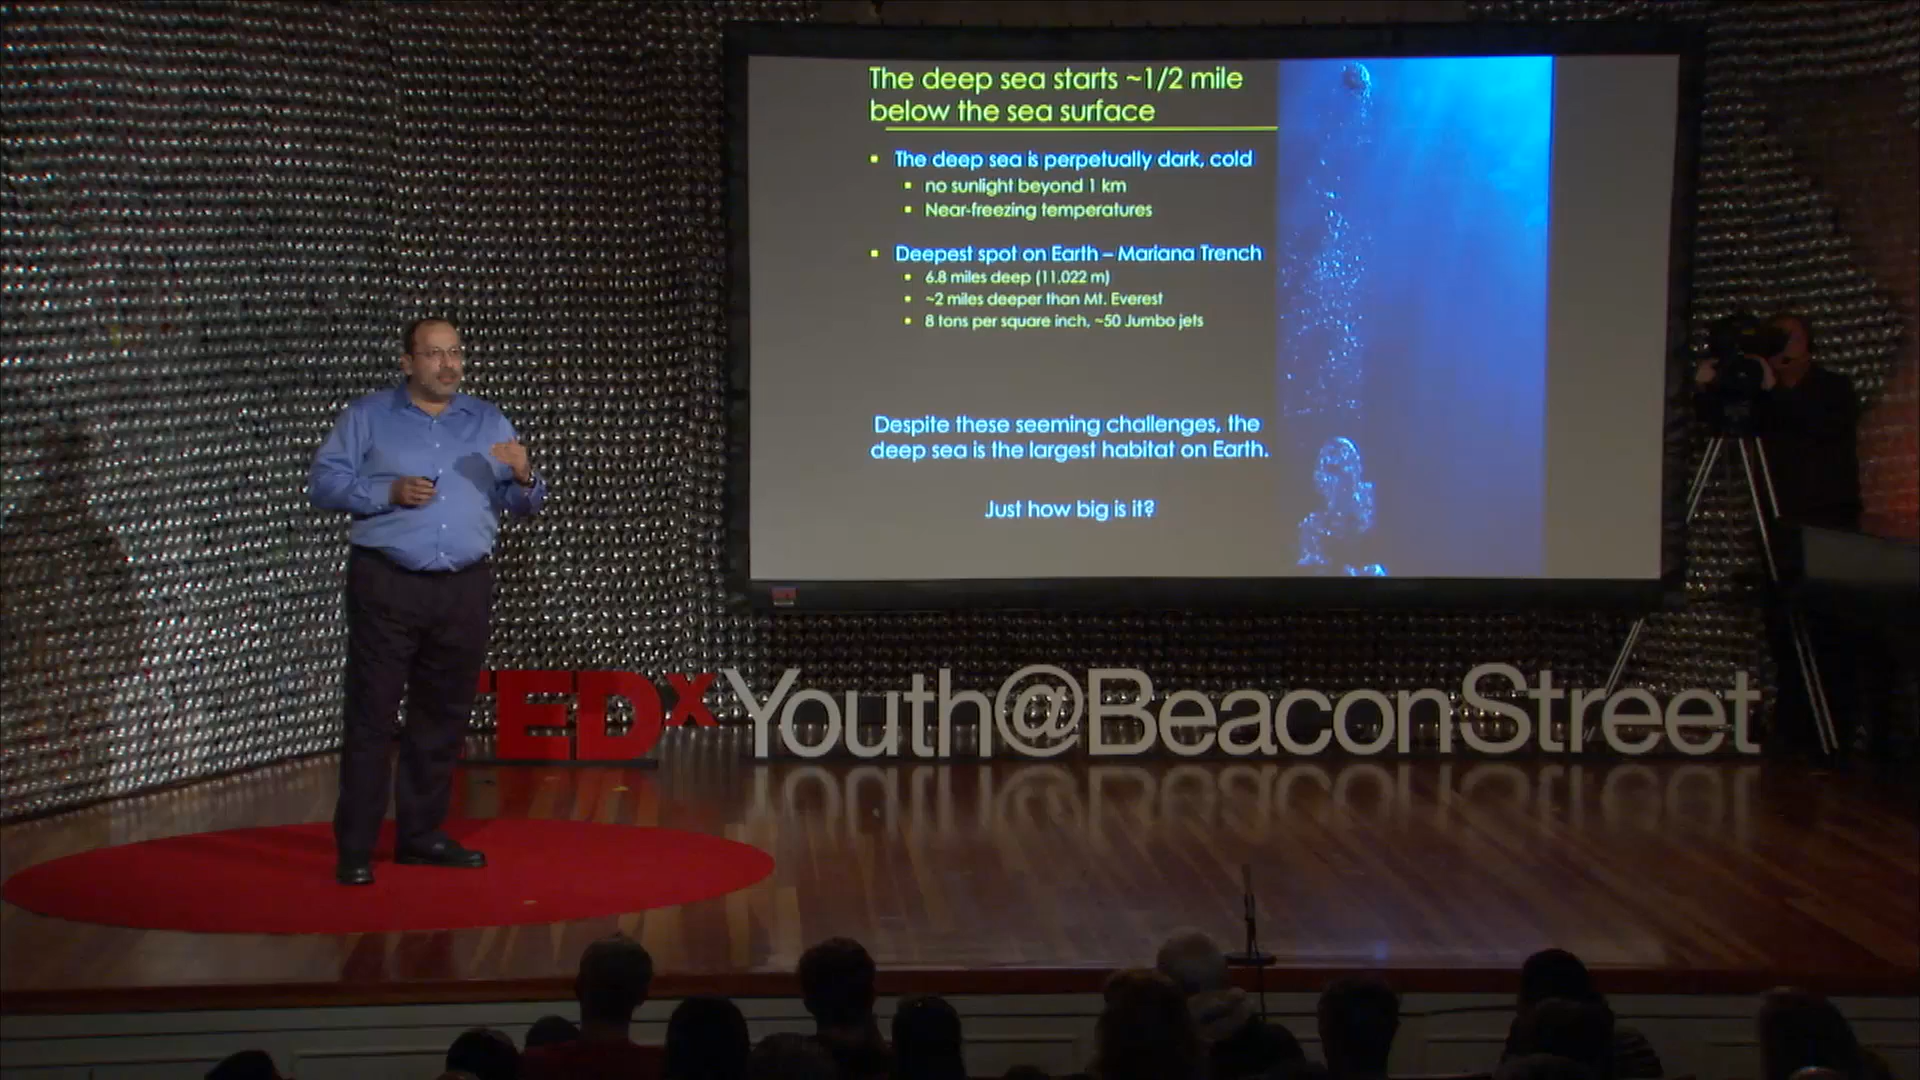 The deep sea starts ~1/2 mile
below the sea surface
▪ The deep sea is perpetually dark, cold
▪ no sunlight beyond 1 km
▪ Near-freezing temperatures
▪ Deepest spot on Earth – Mariana Trench
• 6.8 miles deep (11,022 m)
• ~2 miles deeper than Mt. Everest
• 8 tons per square inch, ~50 Jumbo jets
Despite these seeming challenges, the
deep sea is the largest habitat on Earth.
Just how big is it?
TEDxYouth@BeaconStreet